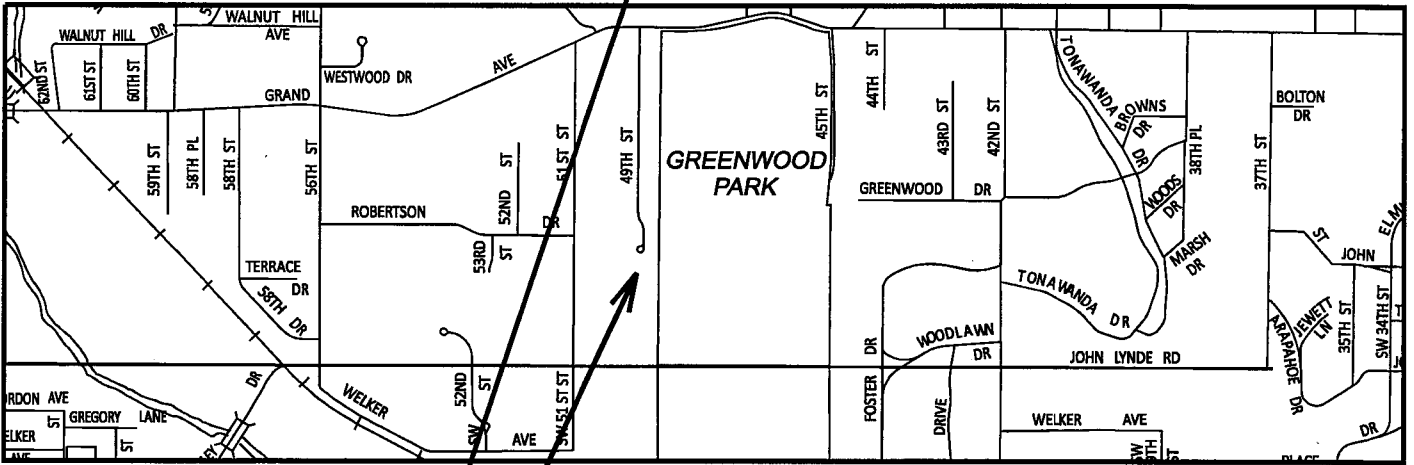 WALNUT HILL
AVE
WALNUT HILL DR
62ND ST
61ST ST
60TH ST
WESTWOOD DR
GRAND
AVE
59TH ST
58TH PL
58TH ST
56TH ST
ROBERTSON
DR
52ND ST
53RD ST
51 ST ST
49TH ST
TERRACE
DR
58TH DR
GREENWOOD
PARK
45TH ST
44TH ST
43RD ST
42ND ST
GREENWOOD DR
TONAWANDA
DR
BROWNS
DR
WOODS
DR
MARSH
DR
38TH PL
37TH ST
BOLTON
DR
ST
JOHN
JEWETT
LN
35TH ST
SW 34TH ST
ARAPAHOE DR
TONAWANDA
DR
WOODLAWN
DR
JOHN LYNDE RD
FOSTER DR
DRIVE
WELKER AVE
DR
WELKER
AVE
SW 52ND ST
SW 51 ST ST
DR
GREGORY LANE
ST
ST
AVE